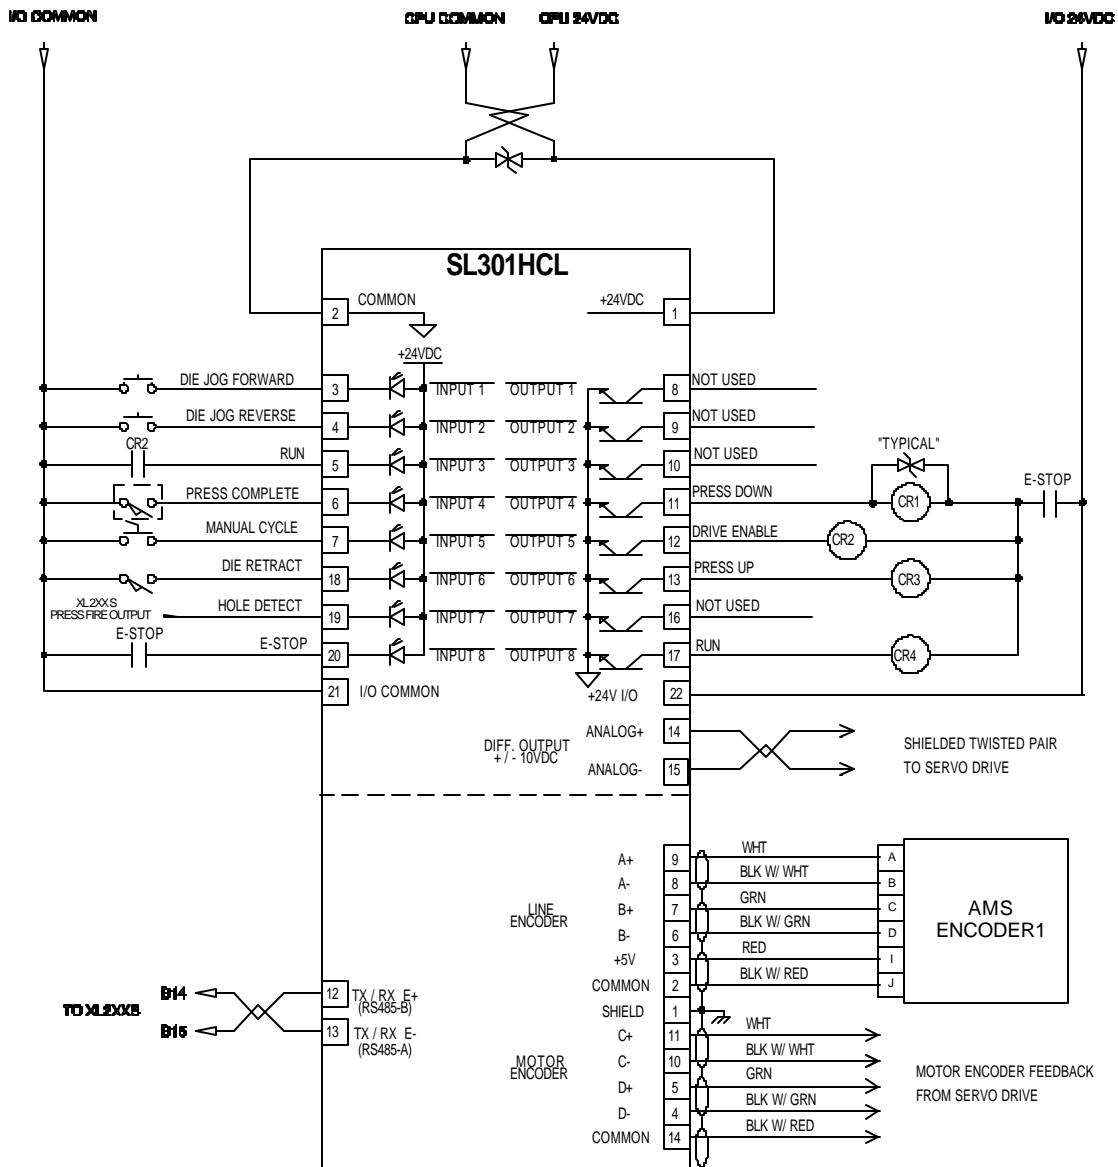 I/O COMMON
CPU COMMON
CPU 24VDC
I/O 24VDC
SL301HCL
2
COMMON
+24VDC
1
+24VDC
DIE JOG FORWARD
3
INPUT 1
OUTPUT 1
8
NOT USED
DIE JOG REVERSE
4
INPUT 2
OUTPUT 2
9
NOT USED
CR2
RUN
5
INPUT 3
OUTPUT 3
10
NOT USED
"TYPICAL"
PRESS COMPLETE
6
INPUT 4
OUTPUT 4
11
PRESS DOWN
CR1
E-STOP
MANUAL CYCLE
7
INPUT 5
OUTPUT 5
12
DRIVE ENABLE
CR2
DIE RETRACT
18
INPUT 6
OUTPUT 6
13
PRESS UP
CR3
XL2XX S
PRESS FIRE OUTPUT
HOLE DETECT
19
INPUT 7
OUTPUT 7
16
NOT USED
E-STOP
E-STOP
20
INPUT 8
OUTPUT 8
17
RUN
CR4
21
I/O COMMON
+24V I/O
22
DIFF. OUTPUT
+ / - 10VDC
ANALOG+
14
ANALOG-
15
SHIELDED TWISTED PAIR
TO SERVO DRIVE
LINE
ENCODER
A+
9
WHT
A
A-
8
BLK W/ WHT
B
B+
7
GRN
C
B-
6
BLK W/ GRN
D
+5V
3
RED
I
COMMON
2
BLK W/ RED
J
AMS
ENCODER1
SHIELD
1
TO XL2XXS
B14
12
TX / RX E+
(RS485-B)
B15
13
TX / RX E-
(RS485-A)
MOTOR
ENCODER
C+
11
WHT
C-
10
BLK W/ WHT
D+
5
GRN
D-
4
BLK W/ GRN
COMMON
14
BLK W/ RED
MOTOR ENCODER FEEDBACK
FROM SERVO DRIVE